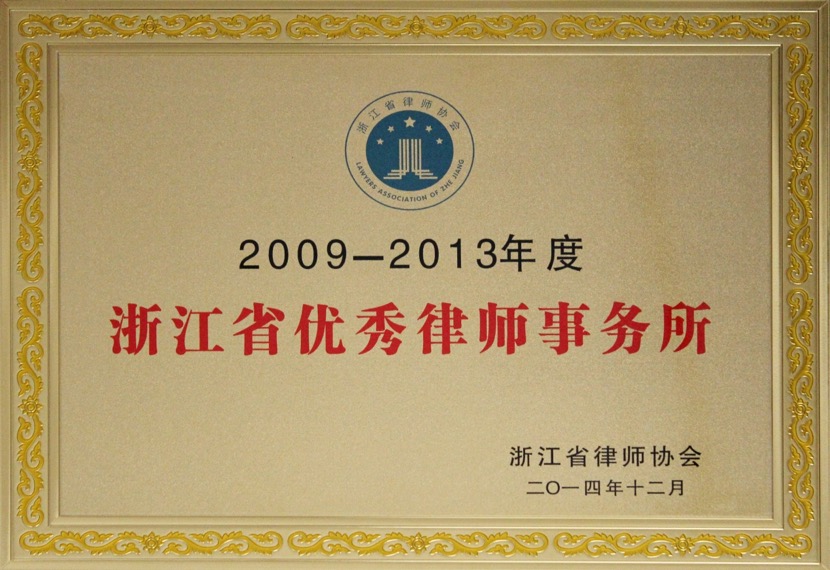 浙江省律师协会
LAWYERS ASSOCIATION OF ZHE JIANG
2009—2013年度
浙江省优秀律师事务所
浙江省律师协会
二〇一四年十二月